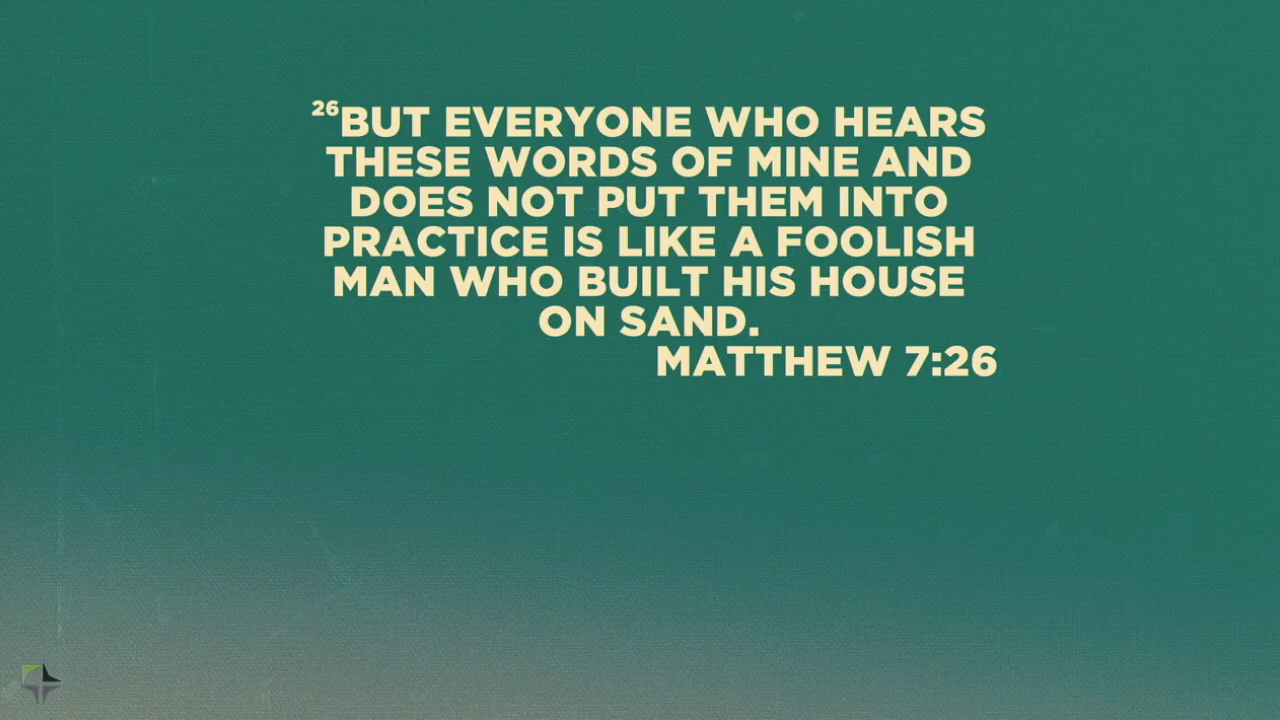 ²⁶BUT EVERYONE WHO HEARS
THESE WORDS OF MINE AND
DOES NOT PUT THEM INTO
PRACTICE IS LIKE A FOOLISH
MAN WHO BUILT HIS HOUSE
ON SAND.
MATTHEW 7:26